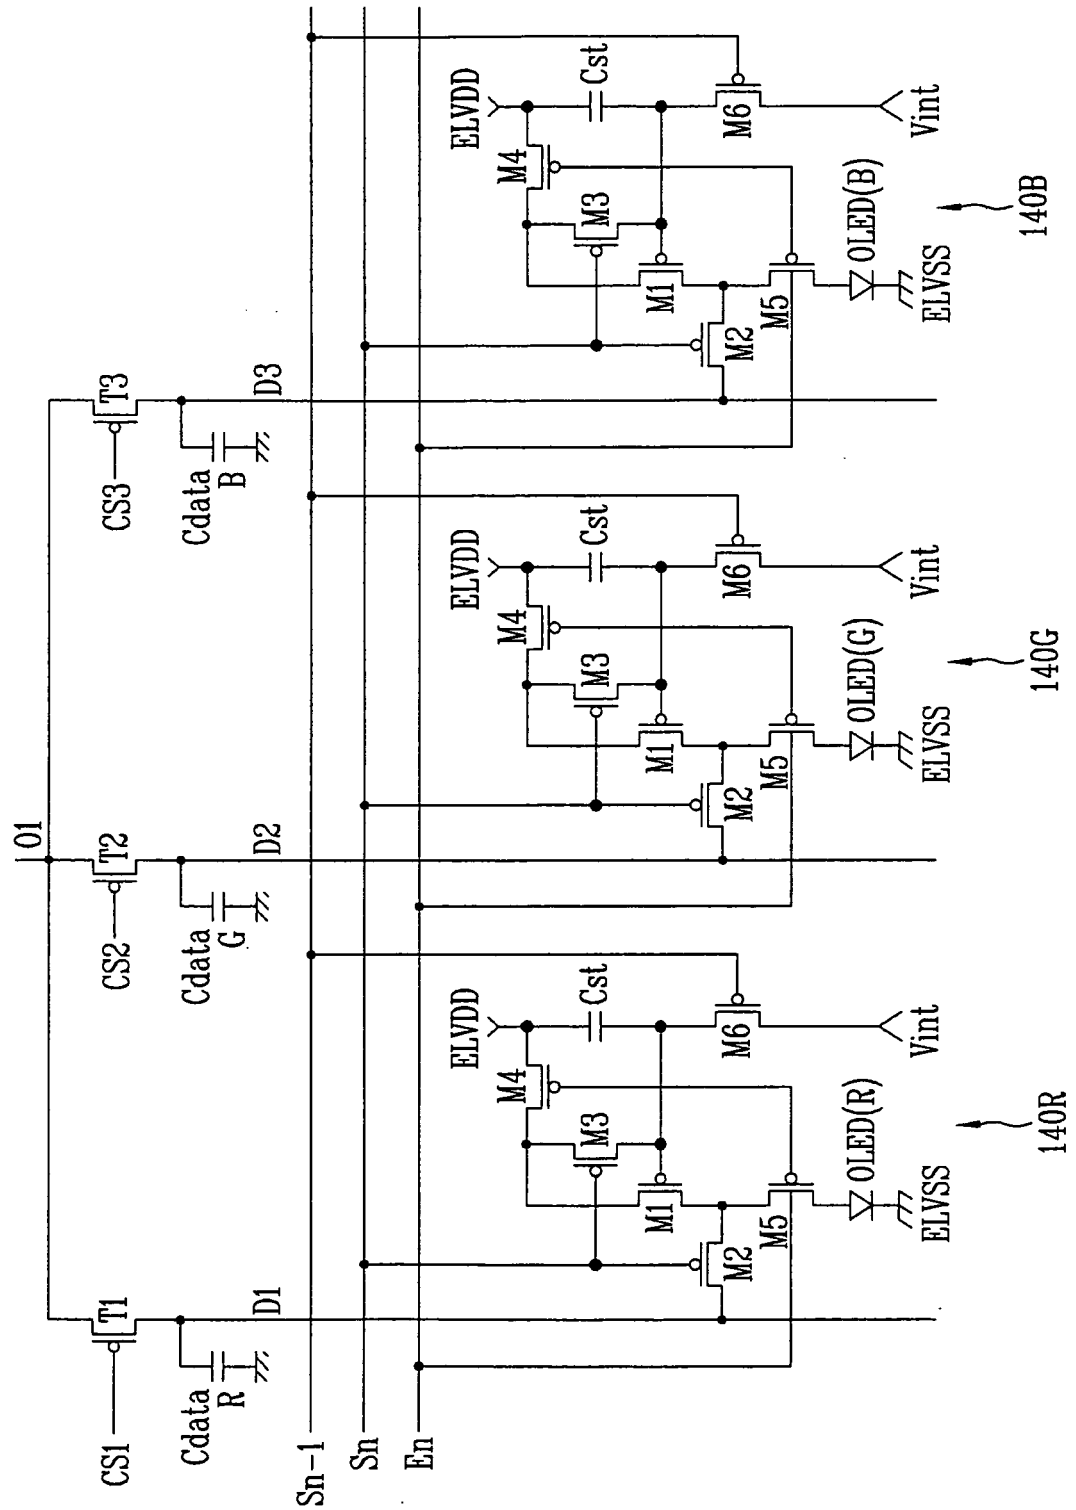 O1
CS1
T1
CS2
T2
CS3
T3
Cdata
R
D1
Cdata
G
D2
Cdata
B
D3
Sn-1
Sn
En
ELVDD
M4
M3
Cst
M1
M2
M6
M5
OLED(R)
ELVSS
Vint
140R
ELVDD
M4
M3
Cst
M1
M2
M6
M5
OLED(G)
ELVSS
Vint
140G
ELVDD
M4
M3
Cst
M1
M2
M6
M5
OLED(B)
ELVSS
Vint
140B